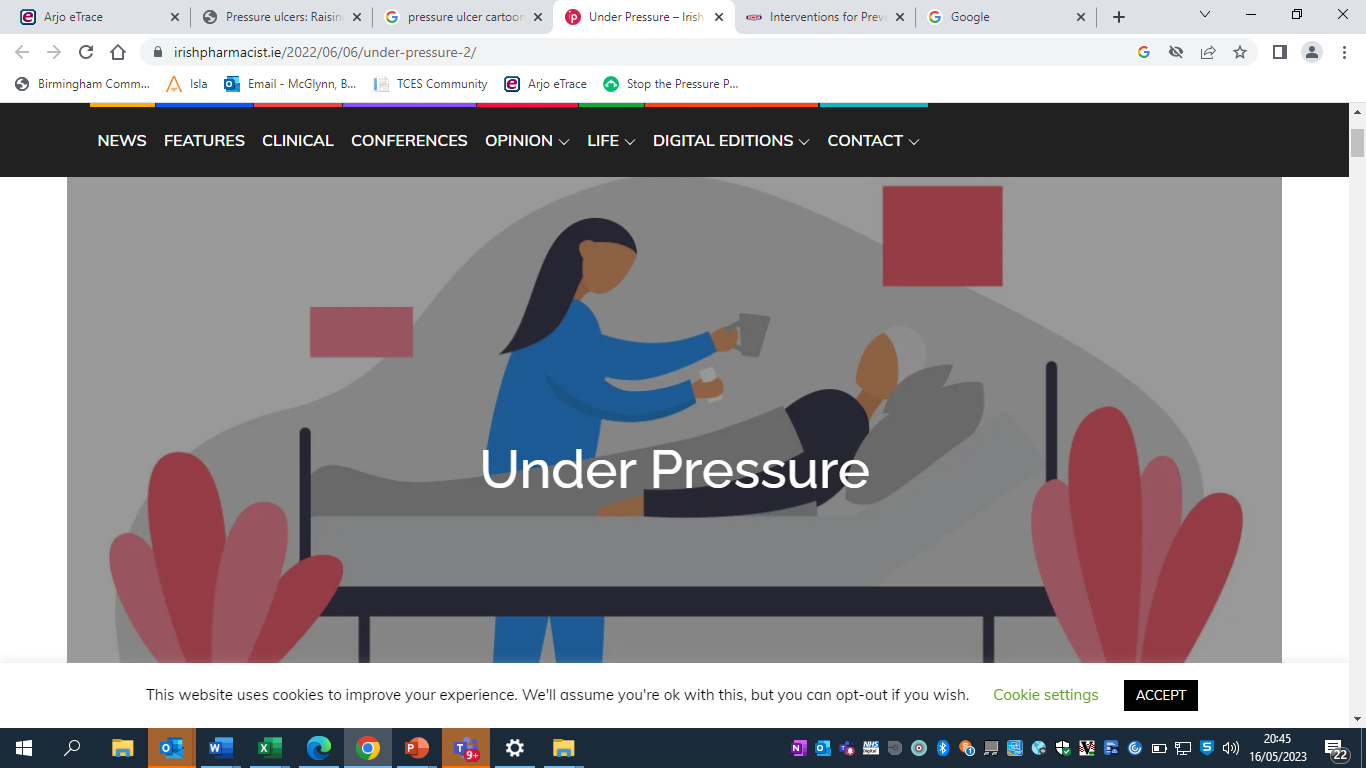 Arjo eTrace
Pressure ulcers: Raisin
pressure ulcer cartoon
Under Pressure – Irish
Interventions for Prev
Google
irishpharmacist.ie/2022/06/06/under-pressure-2/
Birmingham Comm...
Isla
Email - McGlynn, B...
TCES Community
Arjo eTrace
Stop the Pressure P...
NEWS FEATURES CLINICAL CONFERENCES OPINION LIFE DIGITAL EDITIONS CONTACT
Under Pressure
This website uses cookies to improve your experience. We'll assume you're ok with this, but you can opt-out if you wish. Cookie settings ACCEPT
9+
20:45
16/05/2023
22